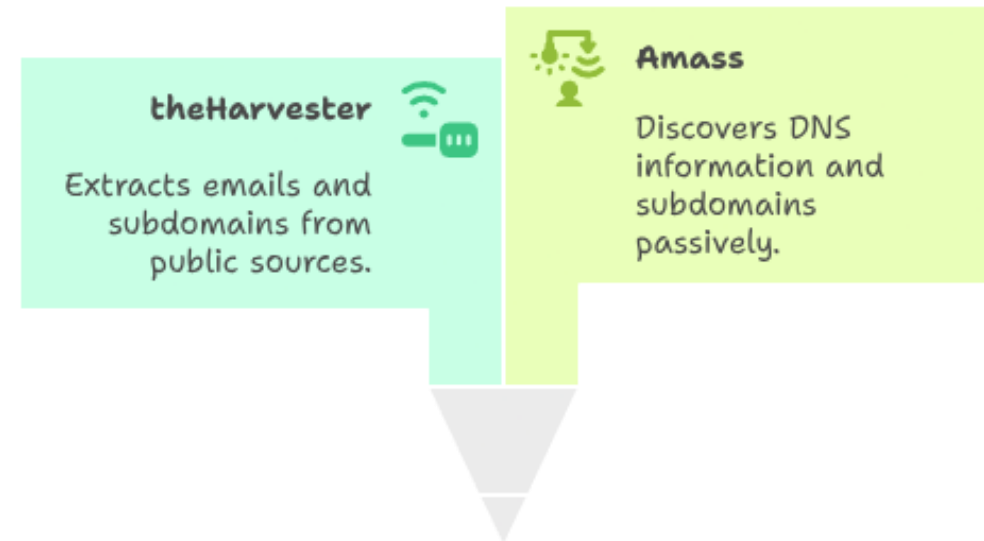 theHarvester
Extracts emails and
subdomains from
public sources.
Amass
Discovers DNS
information and
subdomains
passively.